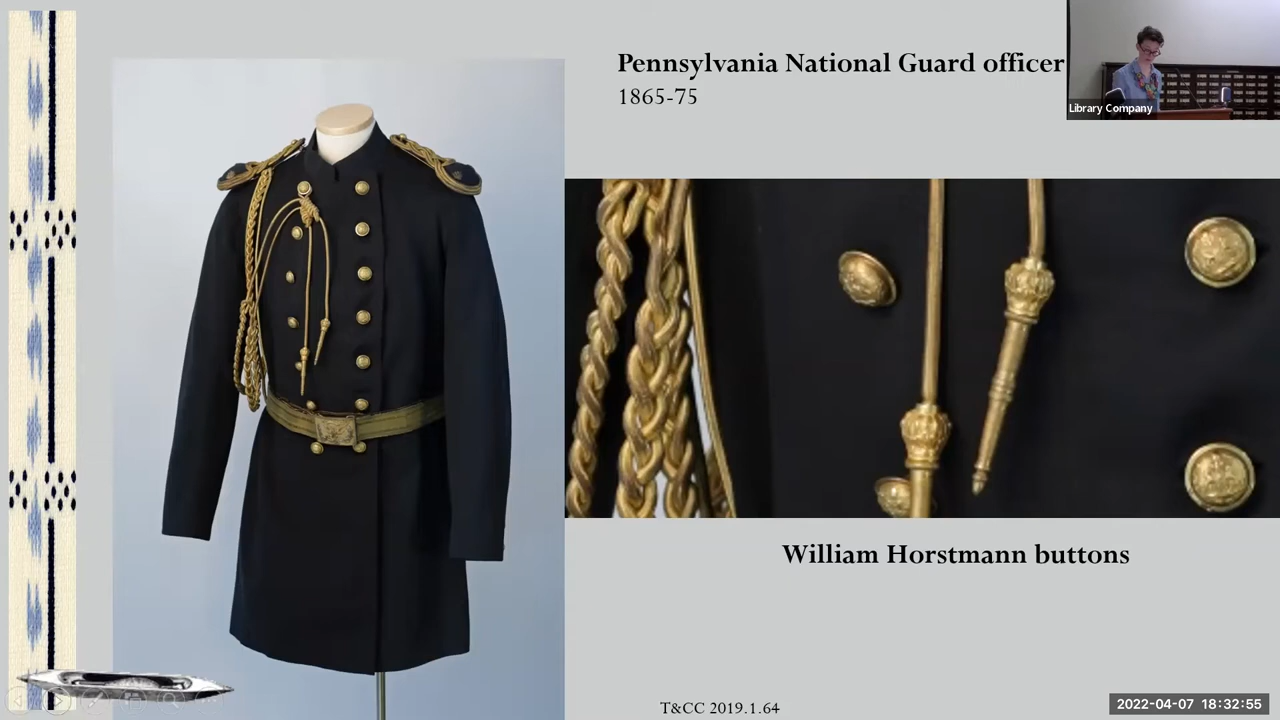 Pennsylvania National Guard officer
1865-75
Library Company
William Horstmann buttons
T&CC 2019.1.64
2022-04-07 18:32:55